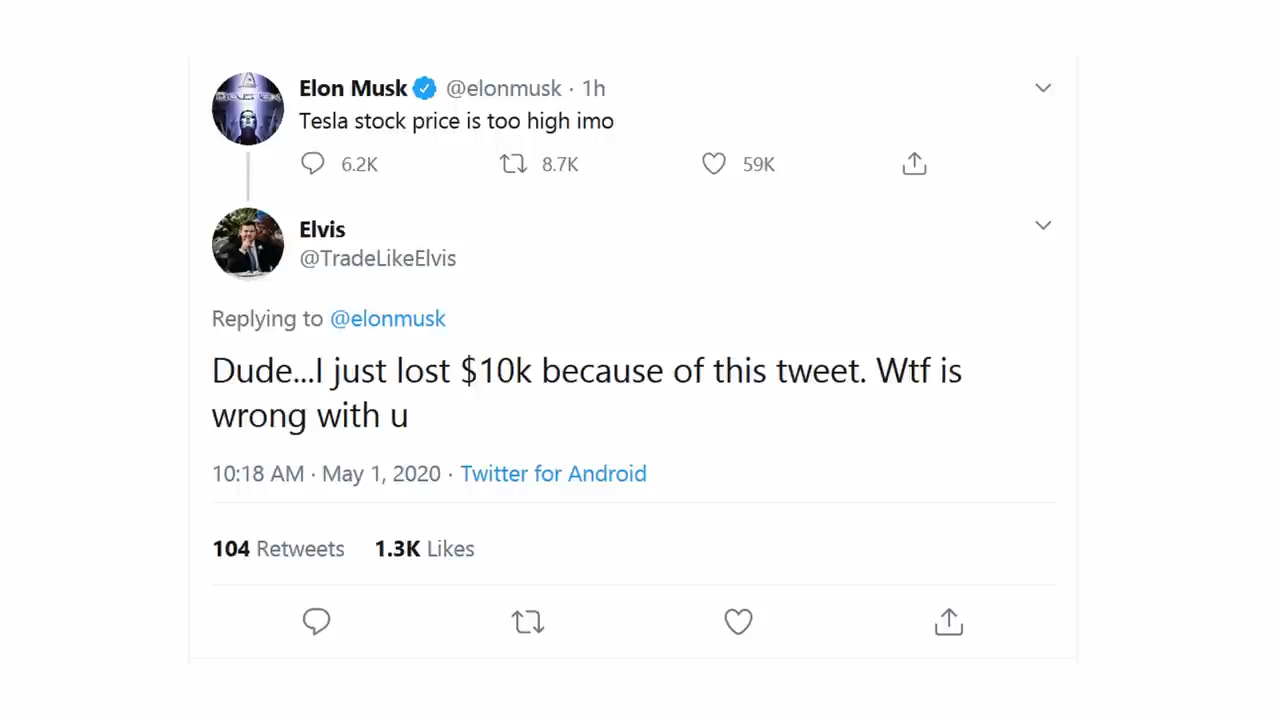 Elon Musk @elonmusk · 1h
Tesla stock price is too high imo
6.2K 8.7K 59K
Elvis
@TradeLikeElvis
Replying to @elonmusk
Dude...I just lost $10k because of this tweet. Wtf is
wrong with u
10:18 AM · May 1, 2020 · Twitter for Android
104 Retweets 1.3K Likes